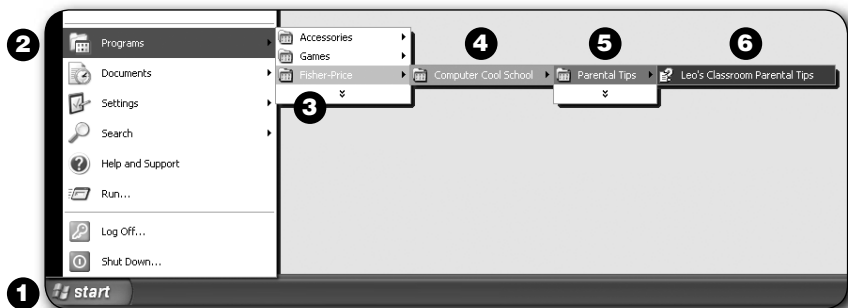 2
Programs
Accessories
Games
Fisher-Price
3
4
Computer Cool School
5
Parental Tips
6
Leo's Classroom Parental Tips
Documents
Settings
Search
Help and Support
Run...
Log Off...
Shut Down...
1
start